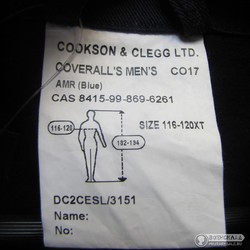 COOKSON & CLEGG LTD.
COVERALL'S MEN'S CO17
AMR (Blue)
CAS 8415-99-869-6261
116-120
182-194
SIZE 116-120XT
DC2CESL/3151
Name:
No: